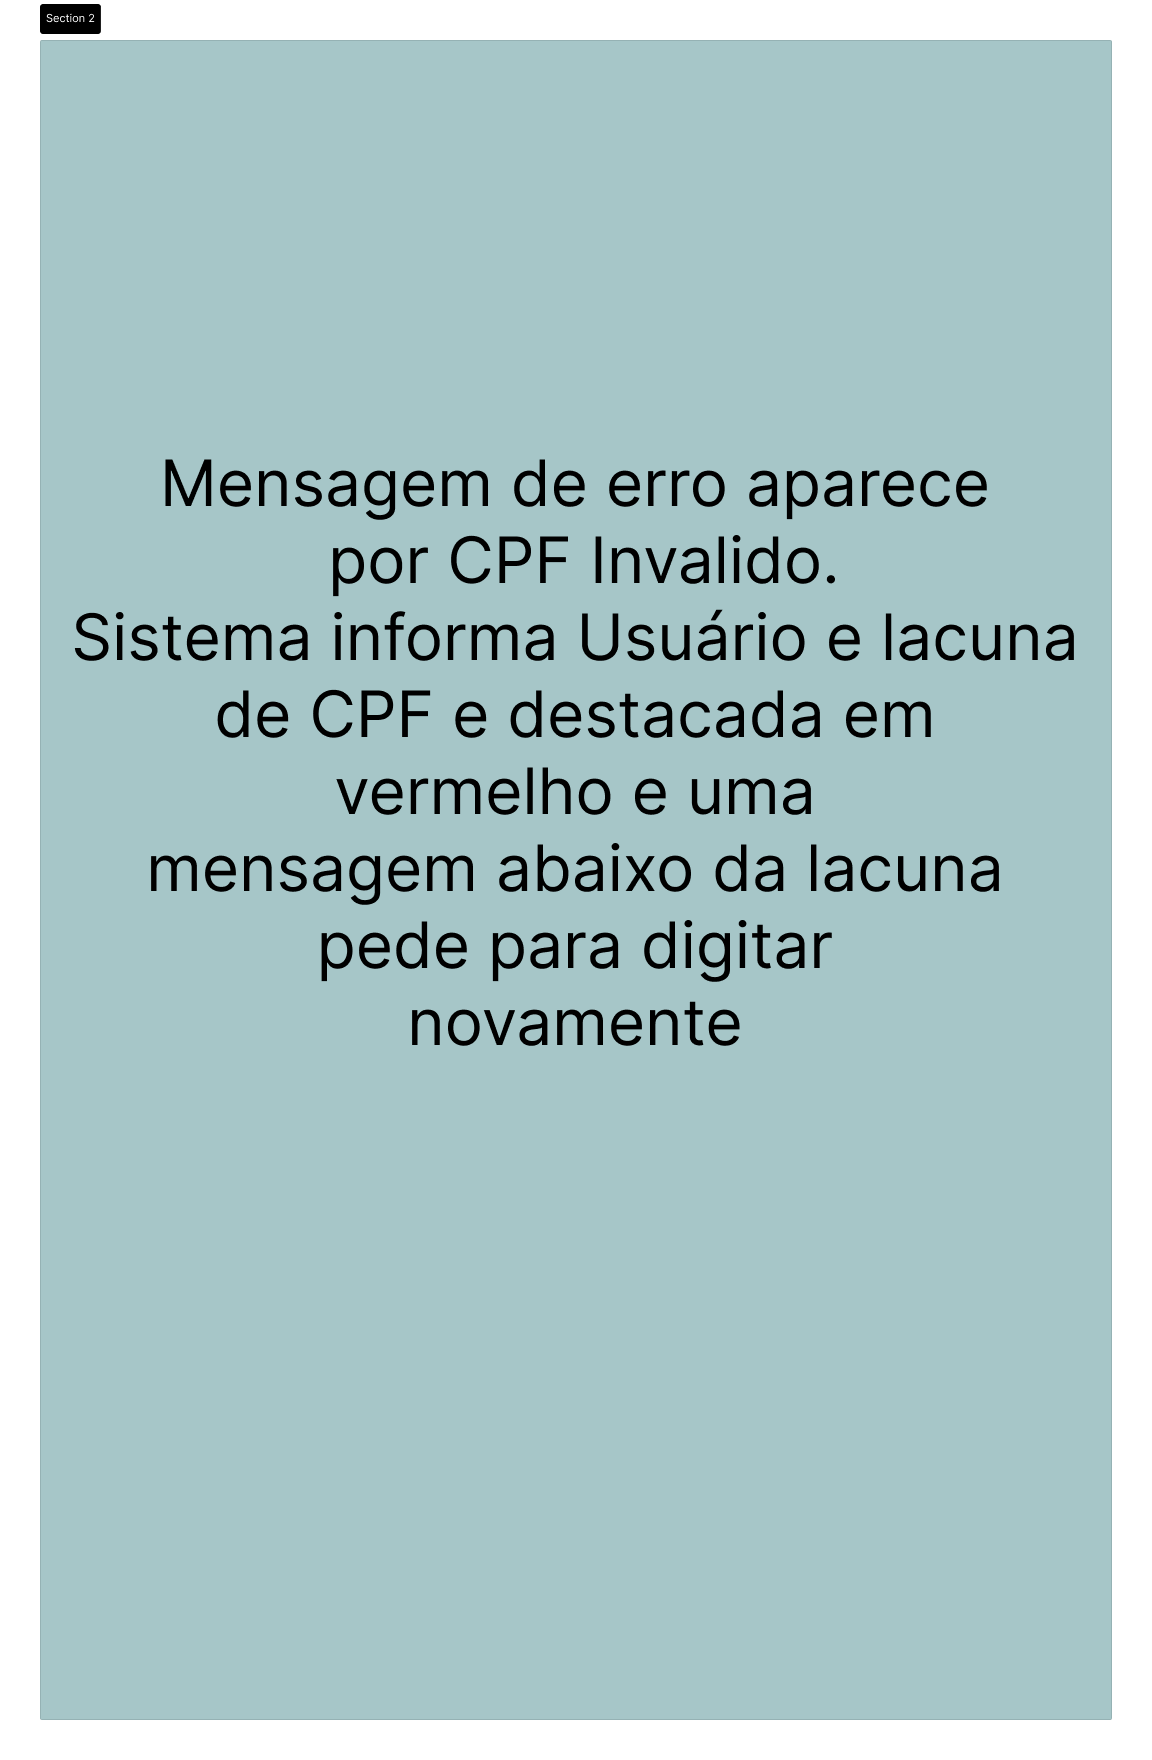 Section 2
Mensagem de erro aparece
por CPF Invalido.
Sistema informa Usuário e lacuna
de CPF e destacada em
vermelho e uma
mensagem abaixo da lacuna
pede para digitar
novamente